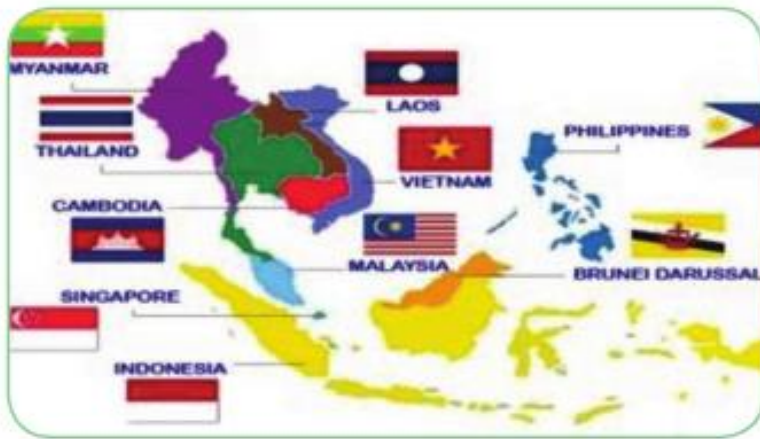 MYANMAR
LAOS
THAILAND
PHILIPPINES
VIETNAM
CAMBODIA
MALAYSIA
BRUNEI DARUSSAL
SINGAPORE
INDONESIA